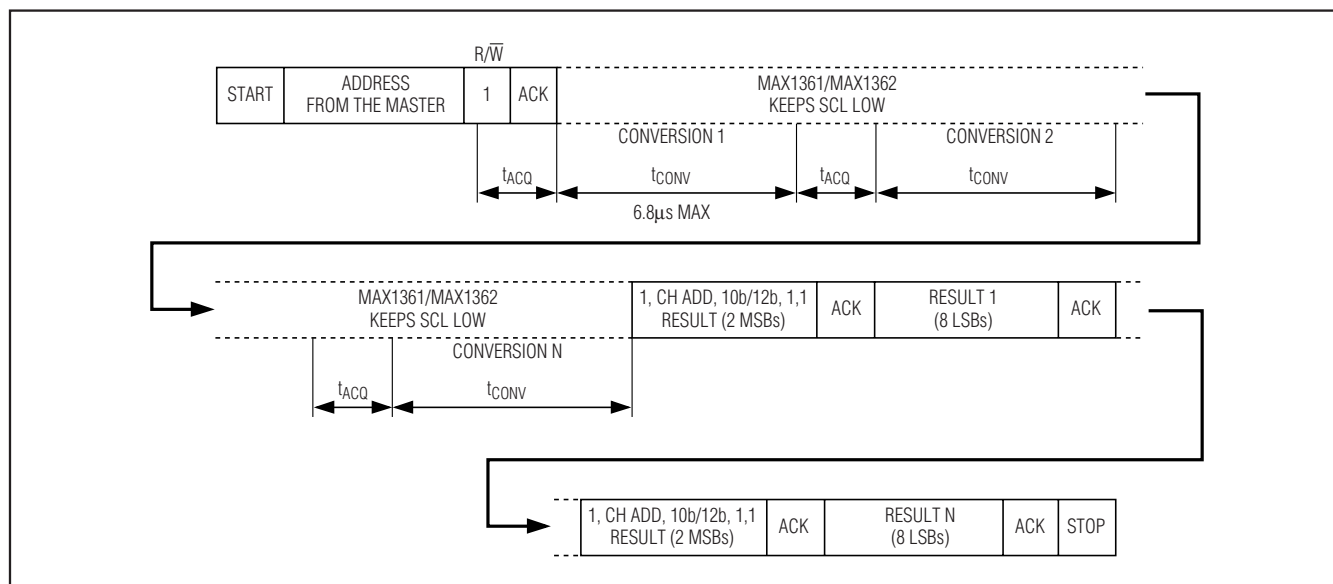 R/W̅
START
ADDRESS
FROM THE MASTER
1
ACK
MAX1361/MAX1362
KEEPS SCL LOW
CONVERSION 1
CONVERSION 2
tACQ
tCONV
tACQ
tCONV
6.8μs MAX
MAX1361/MAX1362
KEEPS SCL LOW
1, CH ADD, 10b/12b, 1,1
RESULT (2 MSBs)
ACK
RESULT 1
(8 LSBs)
ACK
CONVERSION N
tACQ
tCONV
1, CH ADD, 10b/12b, 1,1
RESULT (2 MSBs)
ACK
RESULT N
(8 LSBs)
ACK
STOP